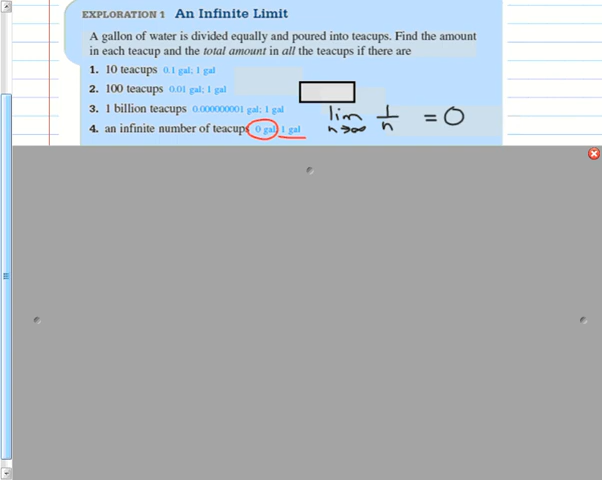 EXPLORATION 1 An Infinite Limit
A gallon of water is divided equally and poured into teacups. Find the amount
in each teacup and the total amount in all the teacups if there are
1. 10 teacups 0.1 gal; 1 gal
2. 100 teacups 0.01 gal; 1 gal
3. 1 billion teacups 0.000000001 gal; 1 gal
4. an infinite number of teacups 0 gal; 1 gal
lim n→∞ 1/n = 0